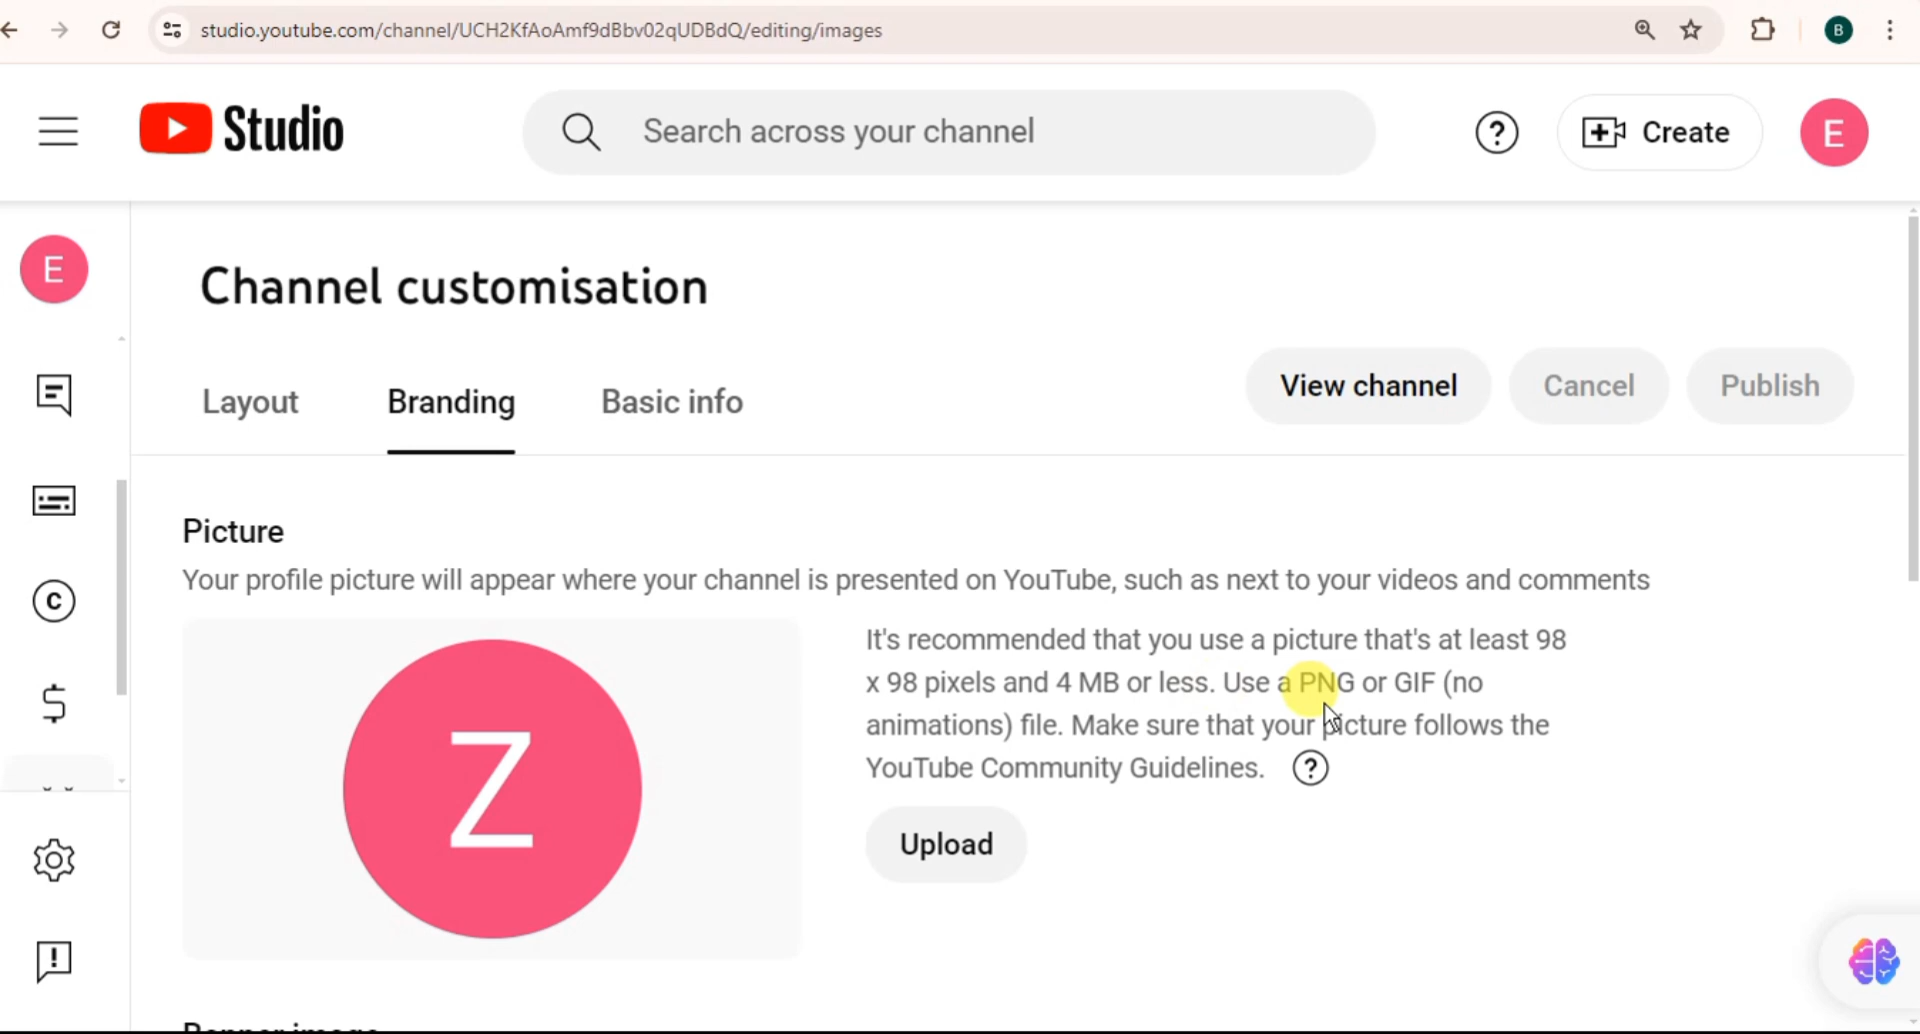 studio.youtube.com/channel/UCH2KfAoAmf9dBbv02qUDBdQ/editing/images
B
Studio
Search across your channel
?
Create
E
E
Channel customisation
Layout
Branding
Basic info
View channel
Cancel
Publish
Picture
Your profile picture will appear where your channel is presented on YouTube, such as next to your videos and comments
Z
It's recommended that you use a picture that's at least 98
x 98 pixels and 4 MB or less. Use a PNG or GIF (no
animations) file. Make sure that your picture follows the
YouTube Community Guidelines. ?
Upload
Banner image